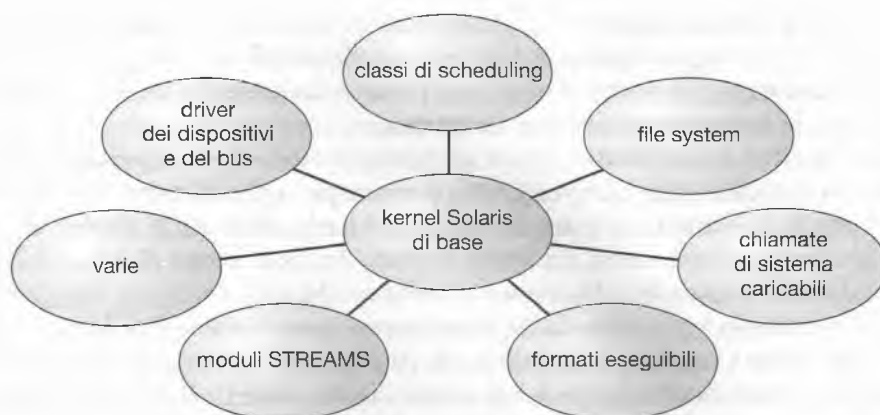 classi di scheduling
driver
dei dispositivi
e del bus
file system
kernel Solaris
di base
chiamate
di sistema
caricabili
varie
moduli STREAMS
formati eseguibili